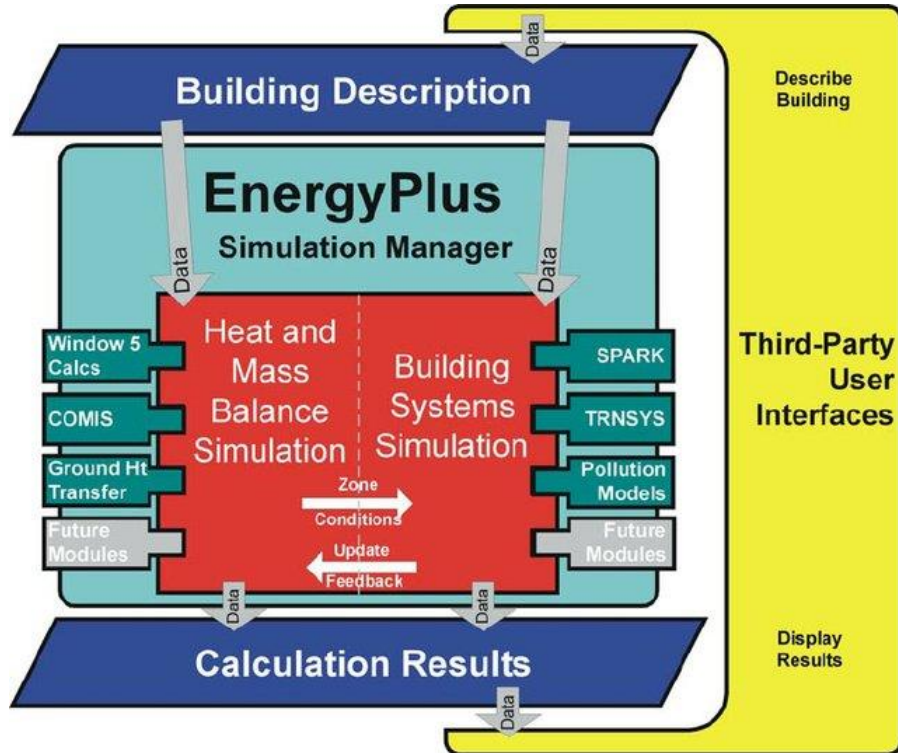 Data
Building Description
Describe
Building
EnergyPlus
Simulation Manager
Data
Data
Heat and
Mass
Balance
Simulation
Building
Systems
Simulation
Window 5
Calcs
COMIS
Ground Ht
Transfer
Future
Modules
SPARK
TRNSYS
Pollution
Models
Future
Modules
Zone
Conditions
Update
Feedback
Third-Party
User
Interfaces
Data
Data
Calculation Results
Display
Results
Data